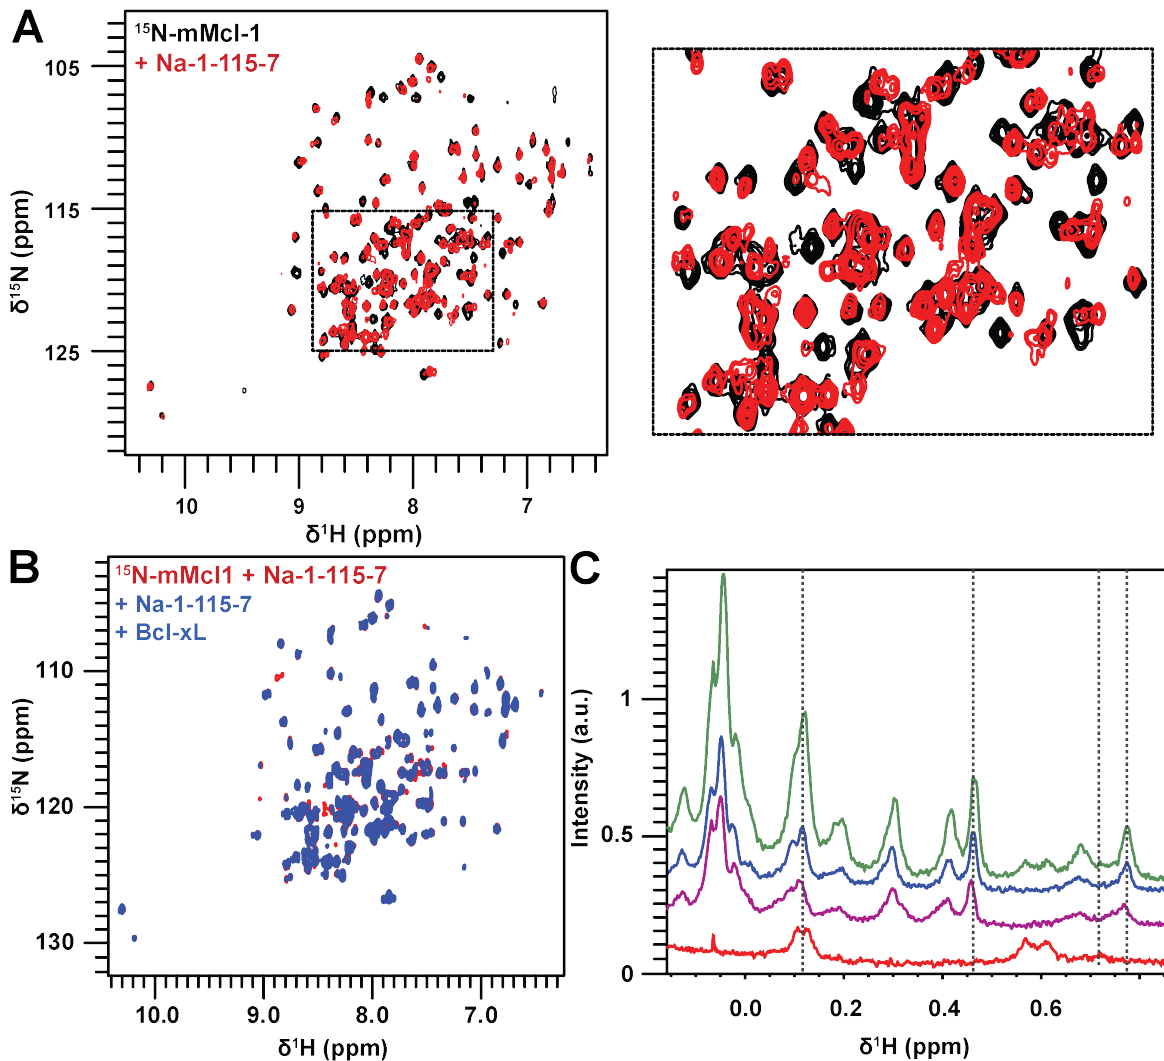 A
¹⁵N-mMcl-1
+ Na-1-115-7
105
115
125
δ¹⁵N (ppm)
10
9
8
7
δ¹H (ppm)
B
¹⁵N-mMcl1 + Na-1-115-7
+ Na-1-115-7
+ Bcl-xL
110
120
130
δ¹⁵N (ppm)
10.0
9.0
8.0
7.0
δ¹H (ppm)
C
Intensity (a.u.)
1
0.5
0
0.0
0.2
0.4
0.6
δ¹H (ppm)